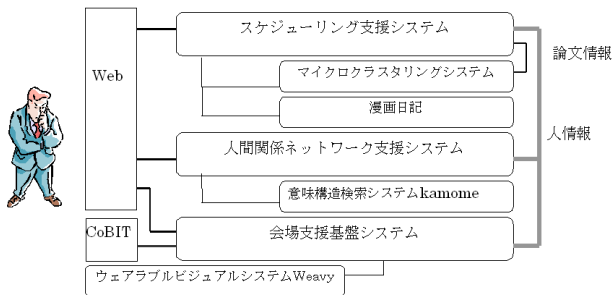 スケジューリング支援システム
論文情報
Web
マイクロクラスタリングシステム
漫画日記
人情報
人間関係ネットワーク支援システム
意味構造検索システムkamome
CoBIT
会場支援基盤システム
ウェアラブルビジュアルシステムWeavy